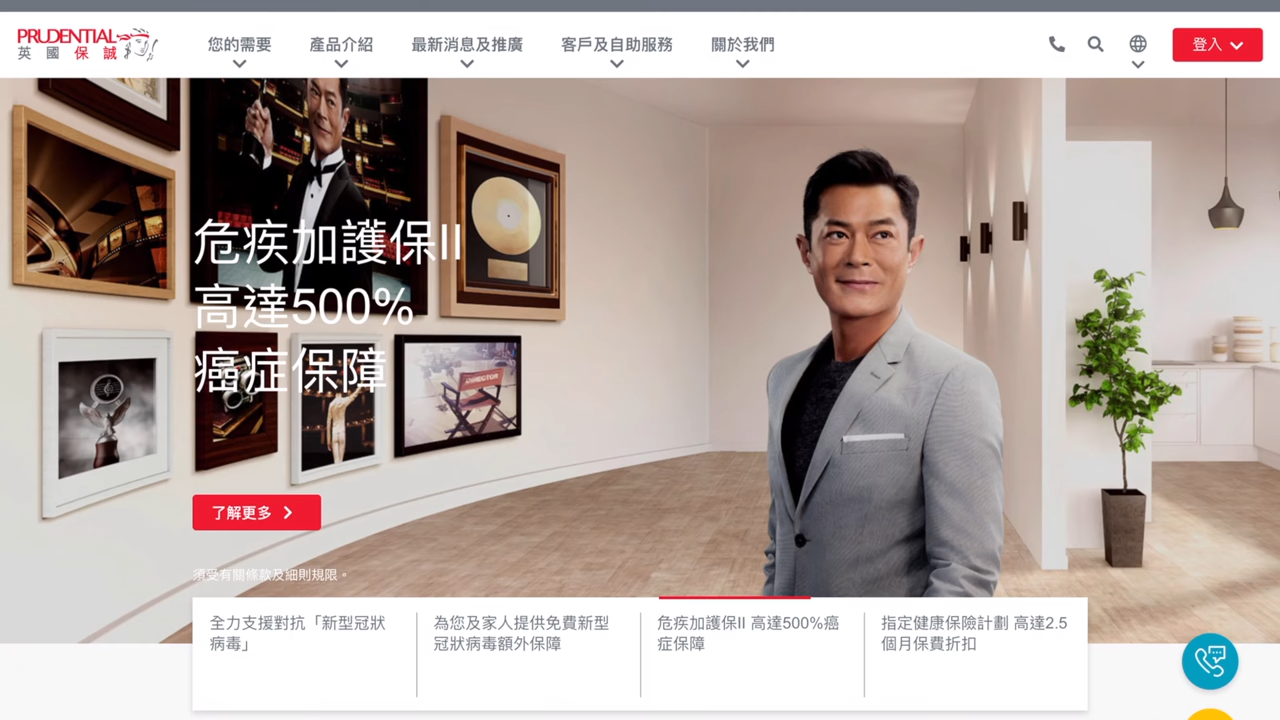 PRUDENTIAL
英國保誠
您的需要
產品介紹
最新消息及推廣
客戶及自助服務
關於我們
登入
危疾加護保II
高達500%
癌症保障
DIRECTOR
了解更多
須受有關條款及細則規限。
全力支援對抗「新型冠狀
病毒」
為您及家人提供免費新型
冠狀病毒額外保障
危疾加護保II 高達500%癌
症保障
指定健康保險計劃 高達2.5
個月保費折扣